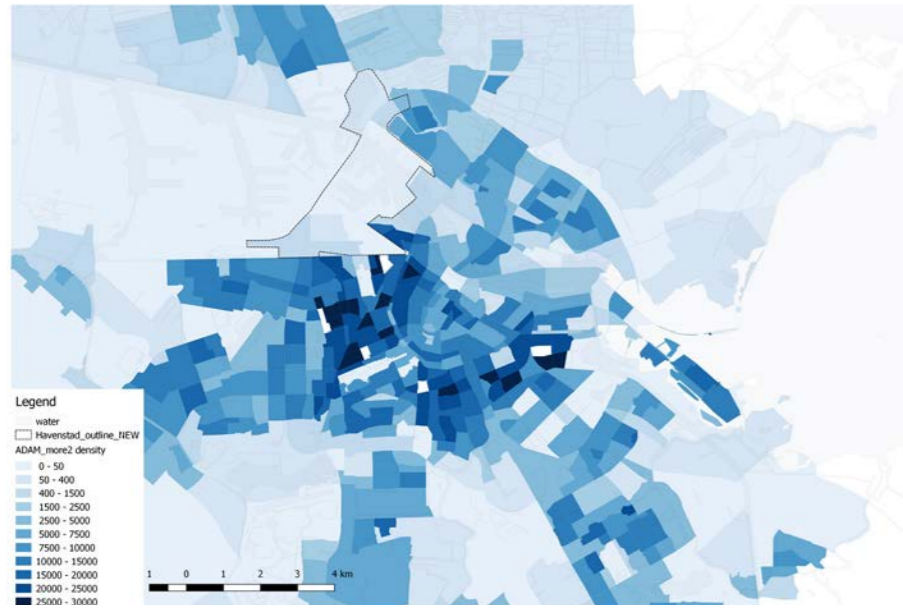 Legend
water
Havenstad_outline_NEW
ADAM_more2 density
0 - 50
50 - 400
400 - 1500
1500 - 2500
2500 - 5000
5000 - 7500
7500 - 10000
10000 - 15000
15000 - 20000
20000 - 25000
25000 - 30000
1 0 1 2 3 4 km